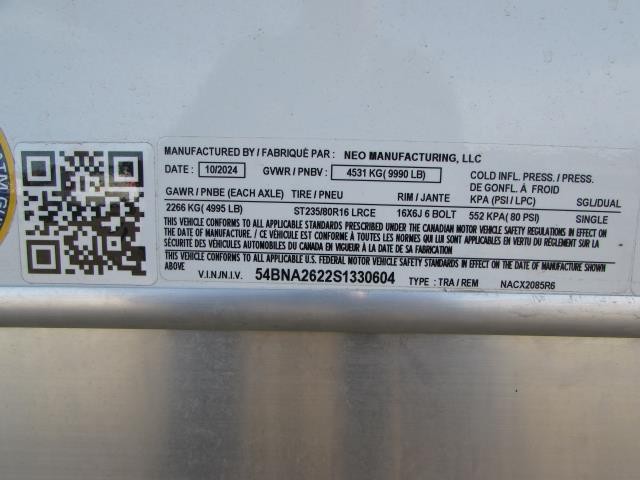 MANUFACTURED BY / FABRIQUÉ PAR : NEO MANUFACTURING, LLC
DATE : 10/2024 GVWR / PNBV : 4531 KG( 9990 LB) COLD INFL. PRESS. / PRESS.
DE GONFL. À FROID
GAWR / PNBE (EACH AXLE) TIRE / PNEU RIM / JANTE KPA (PSI / LPC) SGL/DUAL
2266 KG( 4995 LB) ST235/80R16 LRCE 16X6J 6 BOLT 552 KPA( 80 PSI) SINGLE
THIS VEHICLE CONFORMS TO ALL APPLICABLE STANDARDS PRESCRIBED UNDER THE CANADIAN MOTOR VEHICLE
SAFETY REGULATIONS IN EFFECT ON THE DATE OF MANUFACTURE. / CE VÉHICULE EST CONFORME À TOUTES LES NORMES QUI LUI SONT APPLICABLES EN VERTU DU RÈGLEMENT SUR LA
SÉCURITÉ DES VÉHICULES AUTOMOBILES DU CANADA EN VIGUEUR À LA DATE DE SA FABRICATION
THIS VEHICLE CONFORMS TO ALL APPLICABLE U.S. FEDERAL MOTOR VEHICLE SAFETY STANDARDS IN EFFECT ON THE DATE OF MANUFACTURE SHOWN
ABOVE
V.I.N./N.I.V. 54BNA2622S1330604 TYPE : TRA / REM NACX2085R6